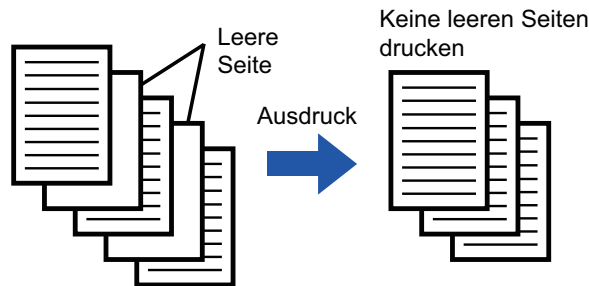 Leere
Seite
Ausdruck
Keine leeren Seiten
drucken